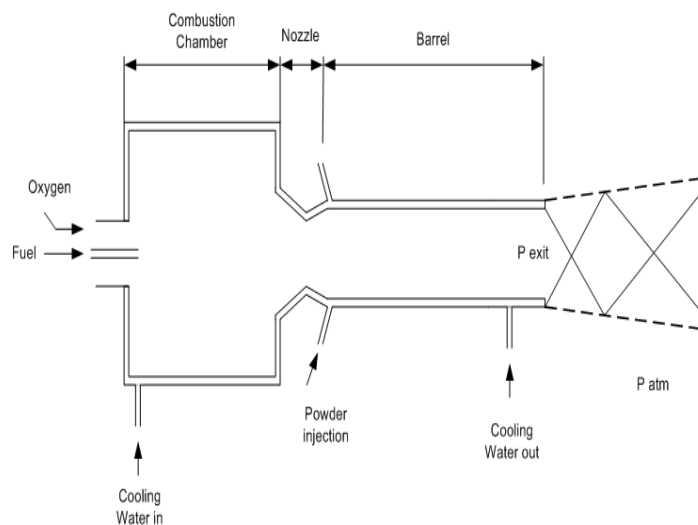 Combustion
Chamber
Nozzle
Barrel
Oxygen
Fuel
P exit
P atm
Powder
injection
Cooling
Water out
Cooling
Water in